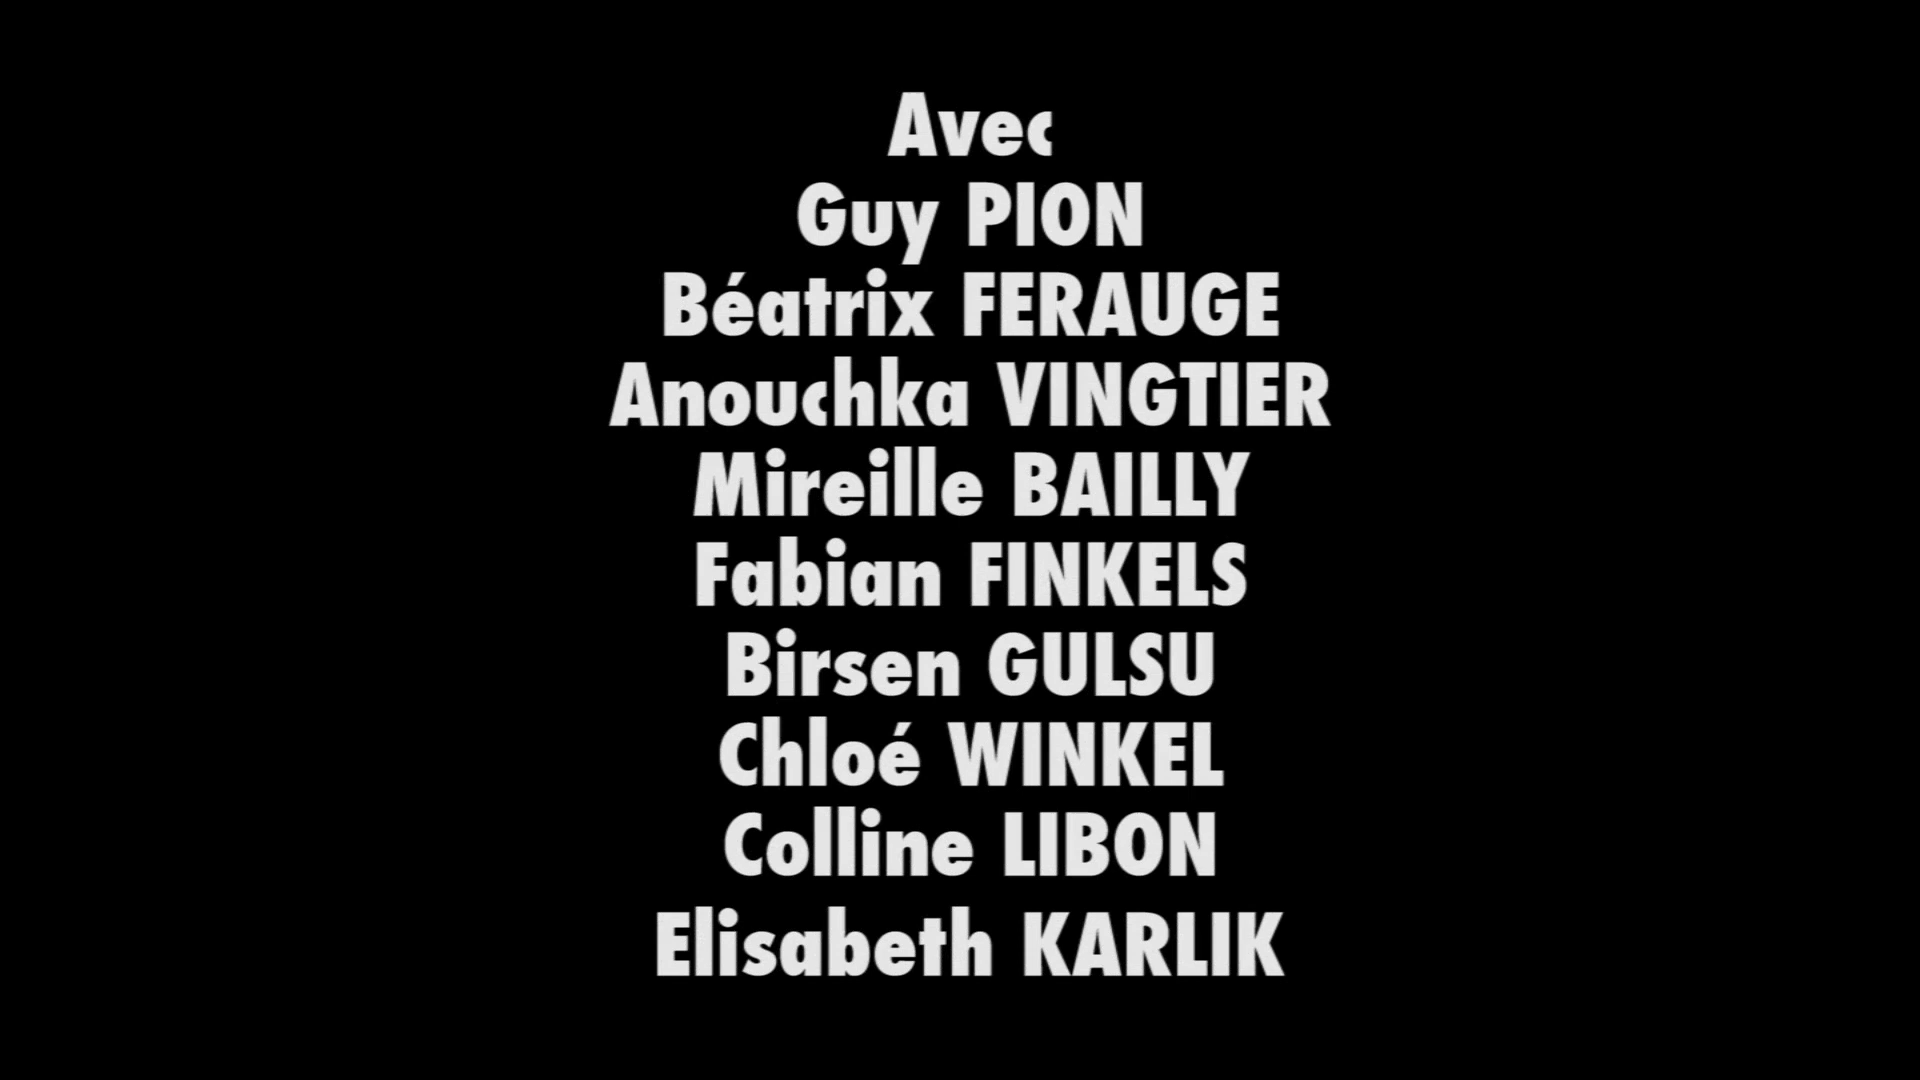 Avec
Guy PION
Béatrix FERAUGE
Anouchka VINGTIER
Mireille BAILLY
Fabian FINKELS
Birsen GULSU
Chloé WINKEL
Colline LIBON
Elisabeth KARLIK